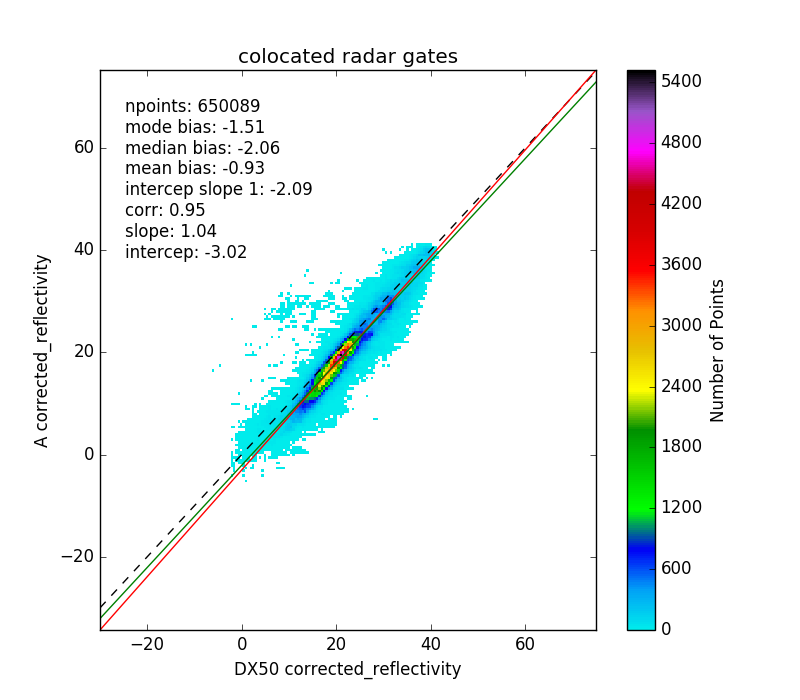 colocated radar gates
npoints: 650089
mode bias: -1.51
median bias: -2.06
mean bias: -0.93
intercep slope 1: -2.09
corr: 0.95
slope: 1.04
intercep: -3.02
60
40
20
0
−20
A corrected_reflectivity
−20 0 20 40 60
DX50 corrected_reflectivity
5400
4800
4200
3600
3000
2400
1800
1200
600
0
Number of Points